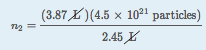 n₂ = (3.87 L)(4.5 × 10²¹ particles) / 2.45 L